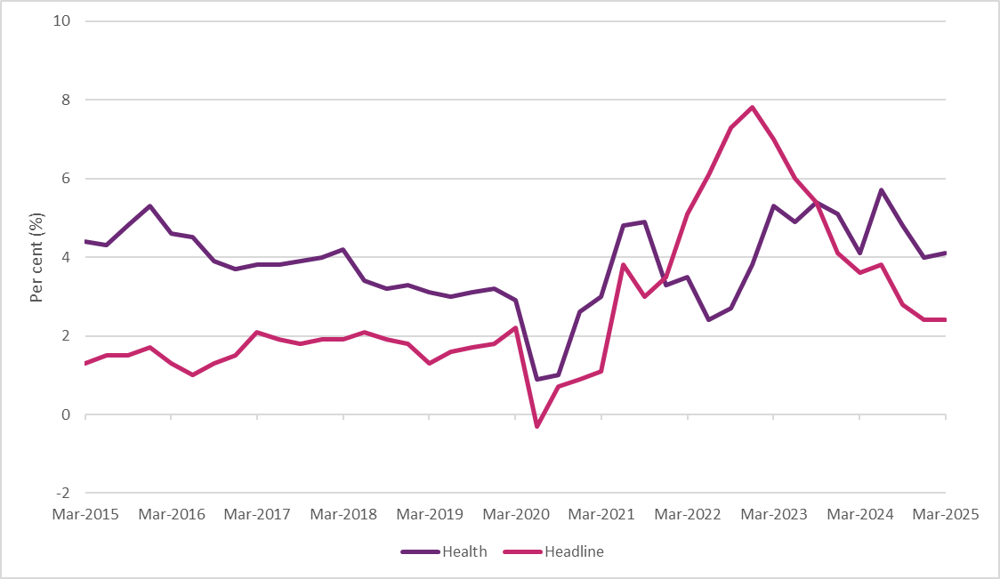 10
8
6
4
2
0
-2
Per cent (%)
Mar-2015 Mar-2016 Mar-2017 Mar-2018 Mar-2019 Mar-2020 Mar-2021 Mar-2022 Mar-2023 Mar-2024 Mar-2025
Health Headline